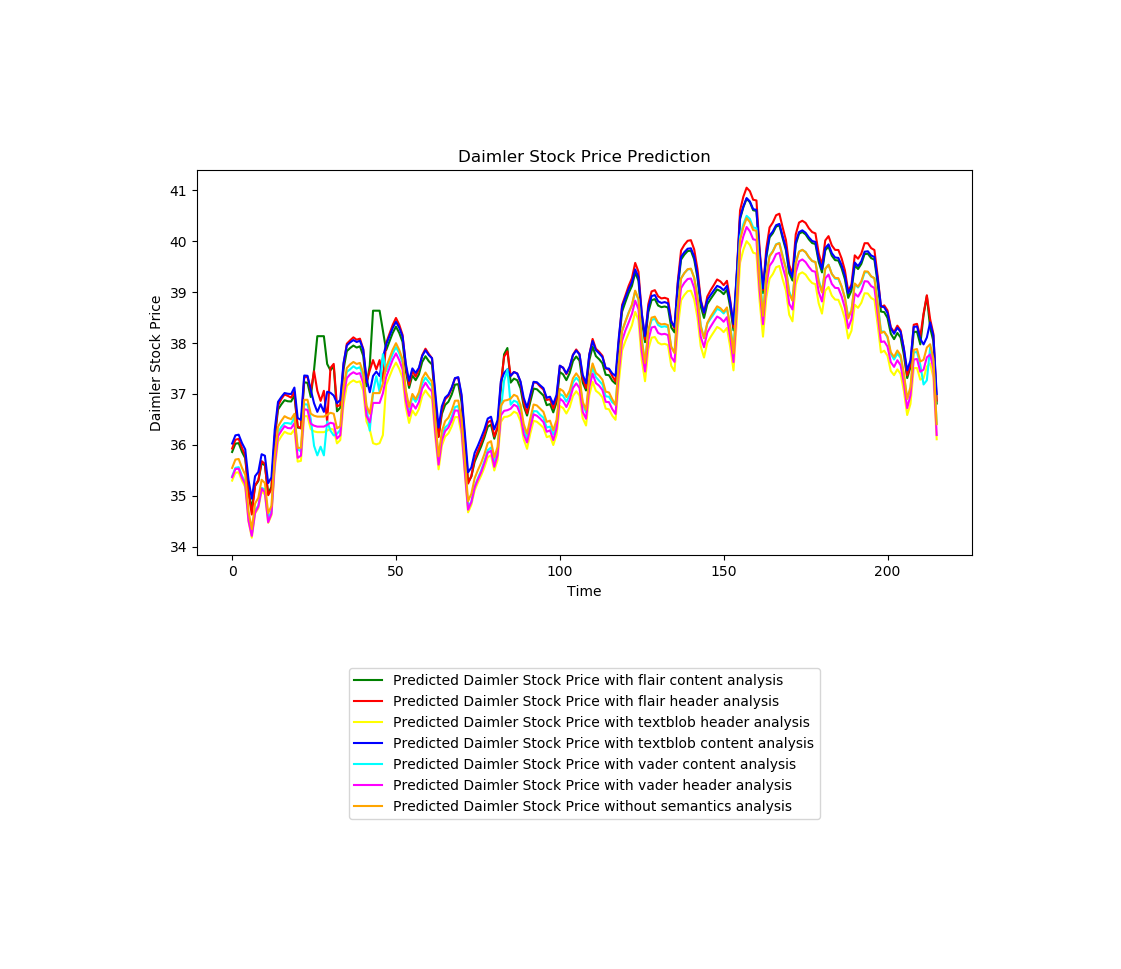 Daimler Stock Price Prediction
Daimler Stock Price
41
40
39
38
37
36
35
34
0
50
100
150
200
Time
Predicted Daimler Stock Price with flair content analysis
Predicted Daimler Stock Price with flair header analysis
Predicted Daimler Stock Price with textblob header analysis
Predicted Daimler Stock Price with textblob content analysis
Predicted Daimler Stock Price with vader content analysis
Predicted Daimler Stock Price with vader header analysis
Predicted Daimler Stock Price without semantics analysis